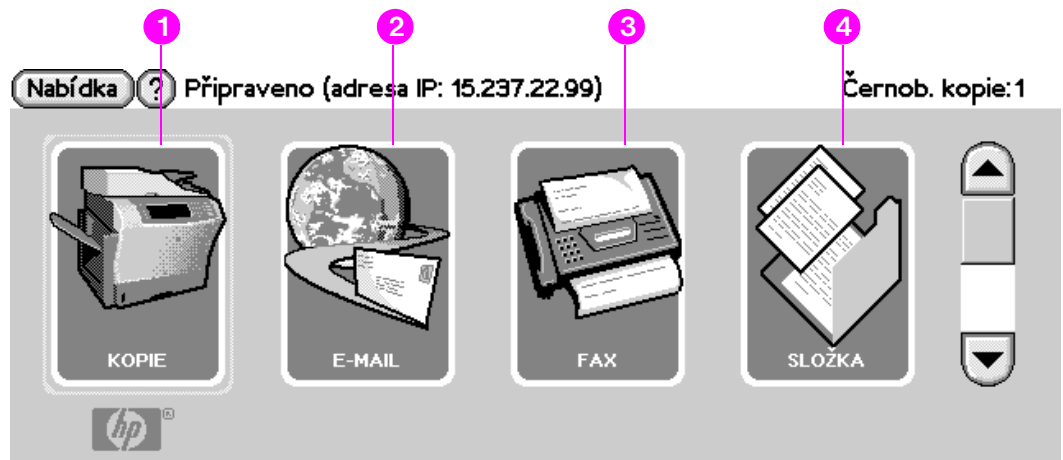 1 2 3 4
Nabídka ? Připraveno (adresa IP: 15.237.22.99) Černob. kopie:1
KOPIE E-MAIL FAX SLOŽKA
hp ®